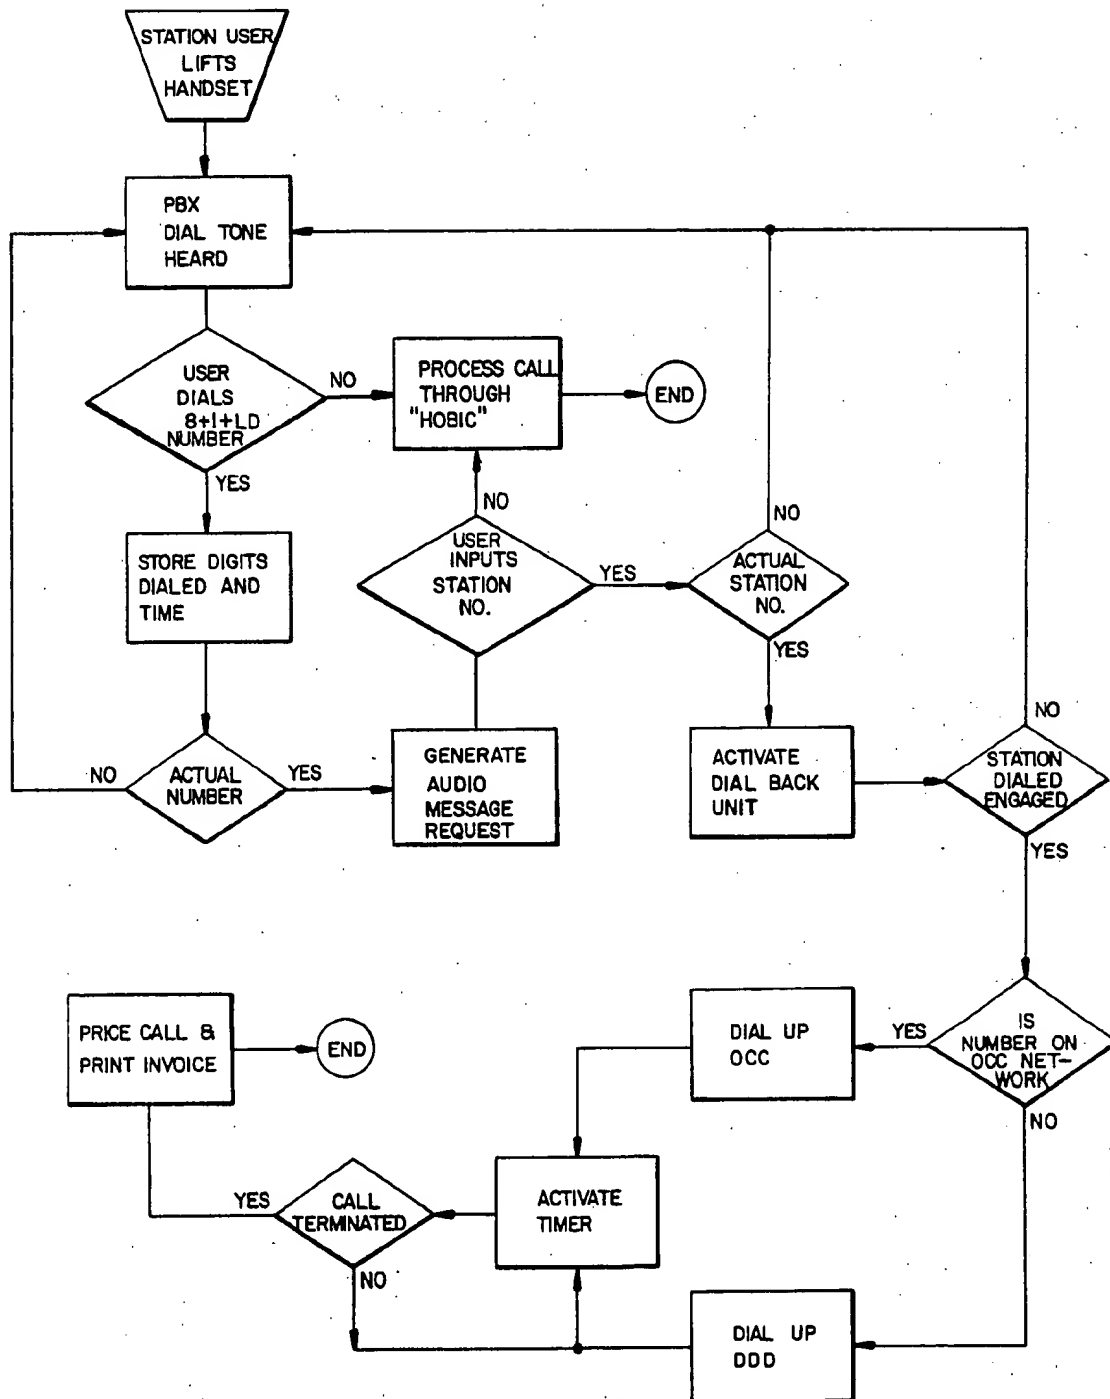 STATION USER
LIFTS
HANDSET
PBX
DIAL TONE
HEARD
USER
DIALS
8+1+LD
NUMBER
NO
YES
PROCESS CALL
THROUGH
"HOBIC"
END
STORE DIGITS
DIALED AND
TIME
NO
USER
INPUTS
STATION
NO.
YES
NO
ACTUAL
STATION
NO.
YES
NO
ACTUAL
NUMBER
YES
GENERATE
AUDIO
MESSAGE
REQUEST
ACTIVATE
DIAL BACK
UNIT
NO
STATION
DIALED
ENGAGED
YES
IS
NUMBER ON
OCC NET-
WORK
YES
NO
DIAL UP
OCC
PRICE CALL &
PRINT INVOICE
END
YES
CALL
TERMINATED
NO
ACTIVATE
TIMER
DIAL UP
DDD